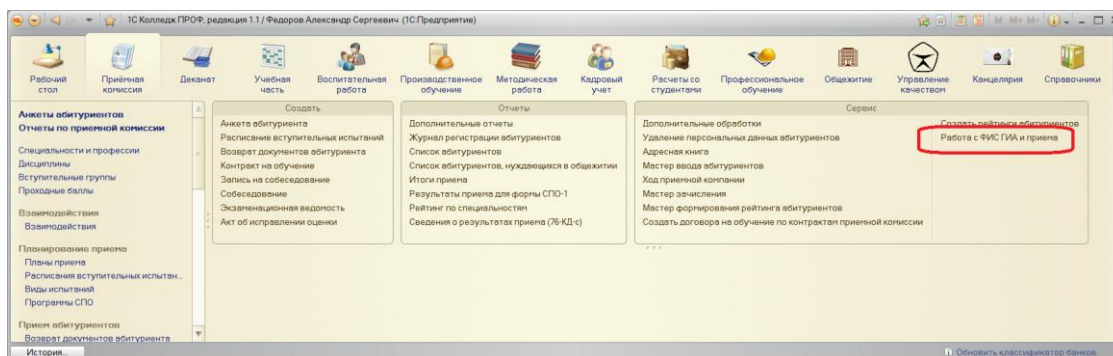 1С Колледж ПРОФ, редакция 1.1 / Федоров Александр Сергеевич (1С:Предприятие)
M M+ M-
Рабочий стол
Приёмная комиссия
Деканат
Учебная часть
Воспитательная работа
Производственное обучение
Методическая работа
Кадровый учет
Расчеты со студентами
Профессиональное обучение
Общежитие
Управление качеством
Канцелярия
Справочники
Анкеты абитуриентов
Отчеты по приемной комиссии
Специальности и профессии
Дисциплины
Вступительные группы
Проходные баллы
Взаимодействия
Взаимодействия
Планирование приема
Планы приема
Расписания вступительных испытан...
Виды испытаний
Программы СПО
Прием абитуриентов
Возврат документов абитуриента
Создать
Анкета абитуриента
Расписание вступительных испытаний
Возврат документов абитуриента
Контракт на обучение
Запись на собеседование
Собеседование
Экзаменационная ведомость
Акт об исправлении оценки
Отчеты
Дополнительные отчеты
Журнал регистрации абитуриентов
Список абитуриентов
Список абитуриентов, нуждающихся в общежитии
Итоги приема
Результаты приема для формы СПО-1
Рейтинг по специальностям
Сведения о результатах приема (76-КД-с)
Сервис
Дополнительные обработки
Удаление персональных данных абитуриентов
Адресная книга
Мастер ввода абитуриентов
Ход приемной компании
Мастер зачисления
Мастер формирования рейтинга абитуриентов
Создать договора на обучение по контрактам приемной комиссии
Создать рейтинги абитуриентов
Работа с ФИС ГИА и приема
История...
Обновить классификатор банков